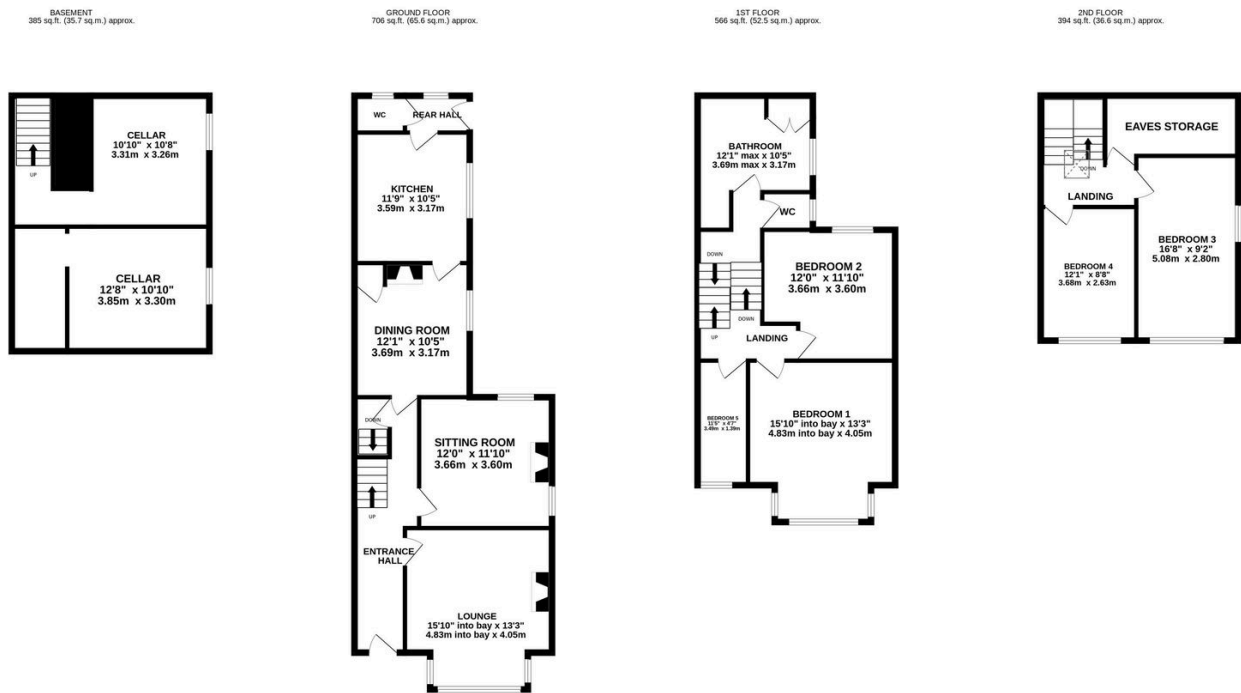 BASEMENT
385 sq.ft. (35.7 sq.m.) approx.
CELLAR
10'10" x 10'8"
3.31m x 3.26m
UP
CELLAR
12'8" x 10'10"
3.85m x 3.30m
GROUND FLOOR
706 sq.ft. (65.6 sq.m.) approx.
WC
REAR HALL
KITCHEN
11'9" x 10'5"
3.59m x 3.17m
DINING ROOM
12'1" x 10'5"
3.69m x 3.17m
DOWN
SITTING ROOM
12'0" x 11'10"
3.66m x 3.60m
UP
ENTRANCE
HALL
LOUNGE
15'10" into bay x 13'3"
4.83m into bay x 4.05m
1ST FLOOR
566 sq.ft. (52.5 sq.m.) approx.
BATHROOM
12'1" max x 10'5"
3.69m max x 3.17m
WC
DOWN
BEDROOM 2
12'0" x 11'10"
3.66m x 3.60m
DOWN
UP
LANDING
BEDROOM 5
11'5" x 4'7"
3.49m x 1.39m
BEDROOM 1
15'10" into bay x 13'3"
4.83m into bay x 4.05m
2ND FLOOR
394 sq.ft. (36.6 sq.m.) approx.
EAVES STORAGE
DOWN
LANDING
BEDROOM 3
16'8" x 9'2"
5.08m x 2.80m
BEDROOM 4
12'1" x 8'8"
3.68m x 2.63m